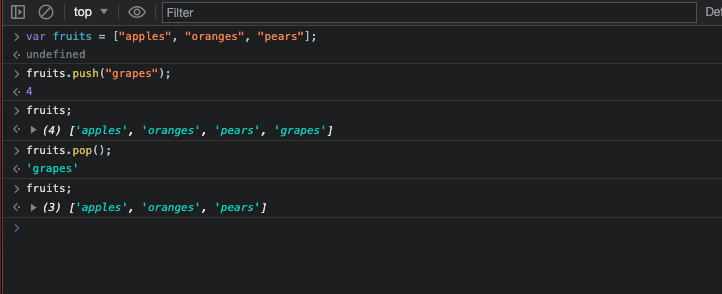 top Filter Def
var fruits = ["apples", "oranges", "pears"];
undefined
fruits.push("grapes");
4
fruits;
(4) ['apples', 'oranges', 'pears', 'grapes']
fruits.pop();
'grapes'
fruits;
(3) ['apples', 'oranges', 'pears']